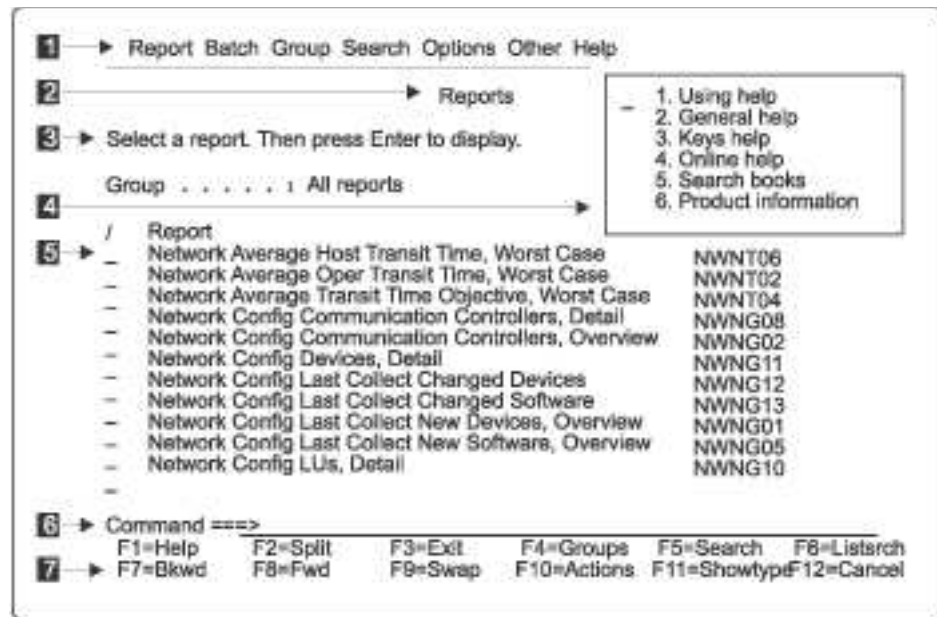 1 Report Batch Group Search Options Other Help
2 Reports
_ 1. Using help
2. General help
3. Keys help
4. Online help
5. Search books
6. Product information
3 Select a report. Then press Enter to display.
Group . . . . . : All reports
4
/ Report
5 _ Network Average Host Transit Time, Worst Case NWNT06
_ Network Average Oper Transit Time, Worst Case NWNT02
_ Network Average Transit Time Objective, Worst Case NWNT04
_ Network Config Communication Controllers, Detail NWNG08
_ Network Config Communication Controllers, Overview NWNG02
_ Network Config Devices, Detail NWNG11
_ Network Config Last Collect Changed Devices NWNG12
_ Network Config Last Collect Changed Software NWNG13
_ Network Config Last Collect New Devices, Overview NWNG01
_ Network Config Last Collect New Software, Overview NWNG05
_ Network Config LUs, Detail NWNG10
_
6 Command ===>
F1=Help F2=Split F3=Exit F4=Groups F5=Search F6=Listsrch
7 F7=Bkwd F8=Fwd F9=Swap F10=Actions F11=Showtype F12=Cancel